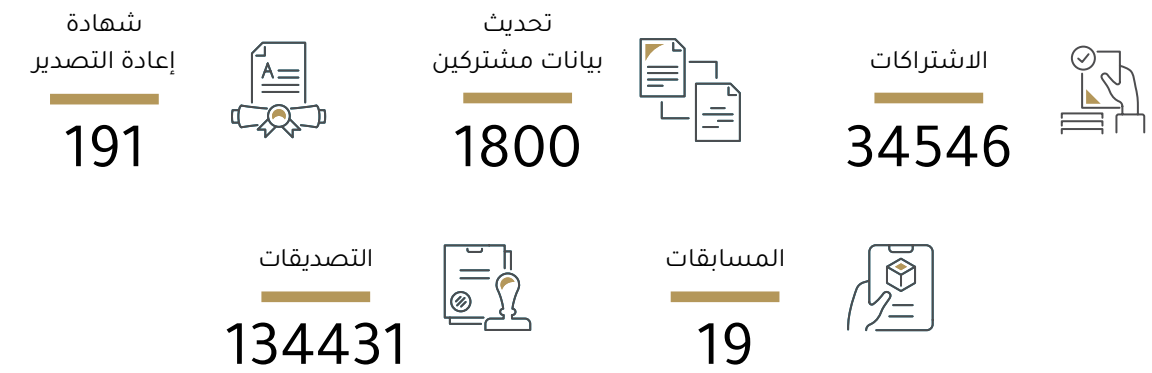 الاشتراكات
34546
تحديث
بيانات مشتركين
1800
شهادة
إعادة التصدير
191
A
المسابقات
19
التصديقات
134431